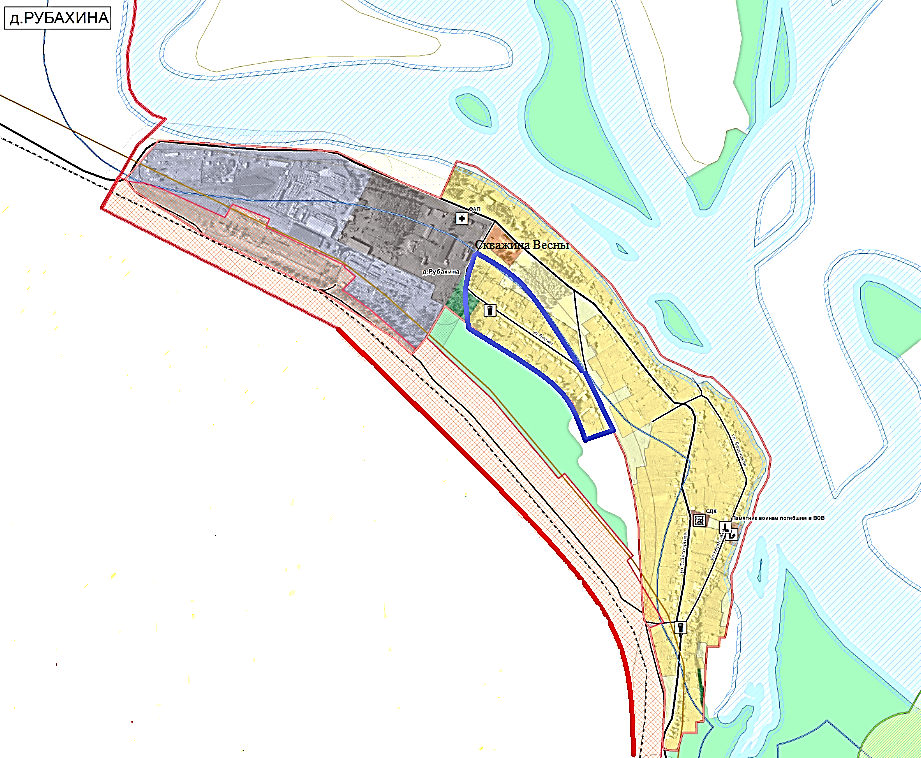 д.РУБАХИНА
ФАП
Скважина Весны
д.Рубахина
СДК
Памятник воинам погибшим в ВОВ